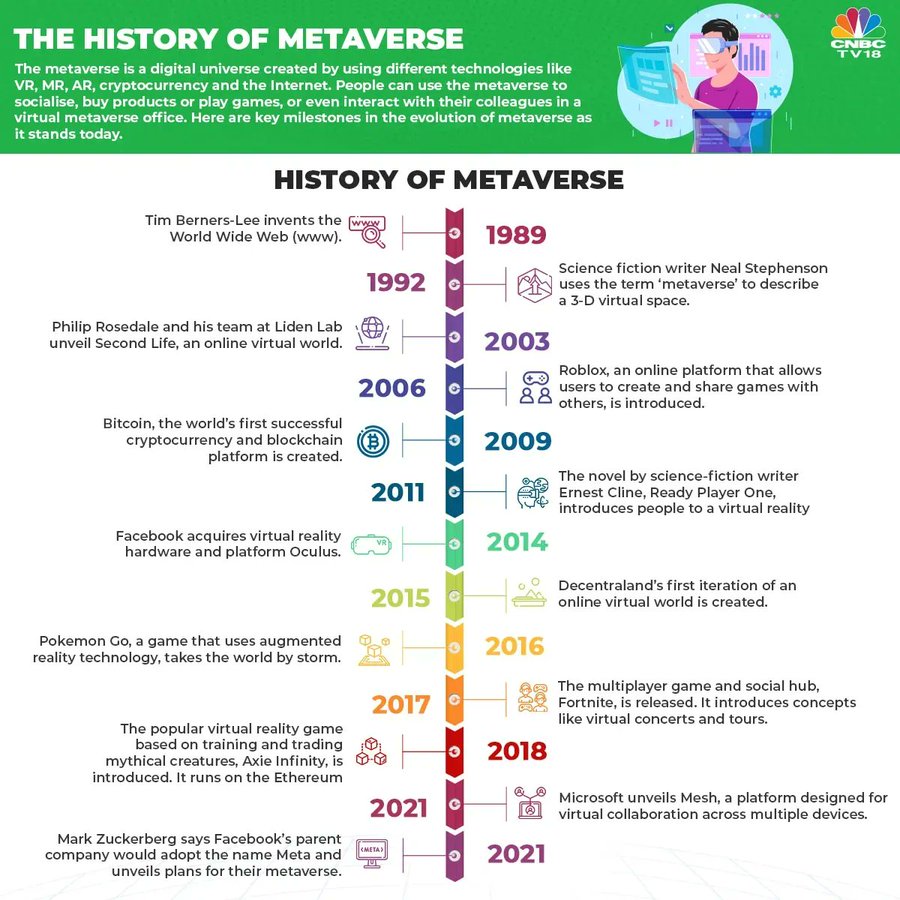 THE HISTORY OF METAVERSE
The metaverse is a digital universe created by using different technologies like
VR, MR, AR, cryptocurrency and the Internet. People can use the metaverse to
socialise, buy products or play games, or even interact with their colleagues in a
virtual metaverse office. Here are key milestones in the evolution of metaverse as
it stands today.
CNBC
TV18
HISTORY OF METAVERSE
Tim Berners-Lee invents the
World Wide Web (www).
www
1989
1992
Science fiction writer Neal Stephenson
uses the term ‘metaverse’ to describe
a 3-D virtual space.
Philip Rosedale and his team at Liden Lab
unveil Second Life, an online virtual world.
2003
2006
Roblox, an online platform that allows
users to create and share games with
others, is introduced.
Bitcoin, the world’s first successful
cryptocurrency and blockchain
platform is created.
2009
2011
The novel by science-fiction writer
Ernest Cline, Ready Player One,
introduces people to a virtual reality
Facebook acquires virtual reality
hardware and platform Oculus.
VR
2014
2015
Decentraland’s first iteration of an
online virtual world is created.
Pokemon Go, a game that uses augmented
reality technology, takes the world by storm.
2016
2017
The multiplayer game and social hub,
Fortnite, is released. It introduces concepts
like virtual concerts and tours.
The popular virtual reality game
based on training and trading
mythical creatures, Axie Infinity, is
introduced. It runs on the Ethereum
2018
2021
Microsoft unveils Mesh, a platform designed for
virtual collaboration across multiple devices.
Mark Zuckerberg says Facebook’s parent
company would adopt the name Meta and
unveils plans for their metaverse.
<META>
2021